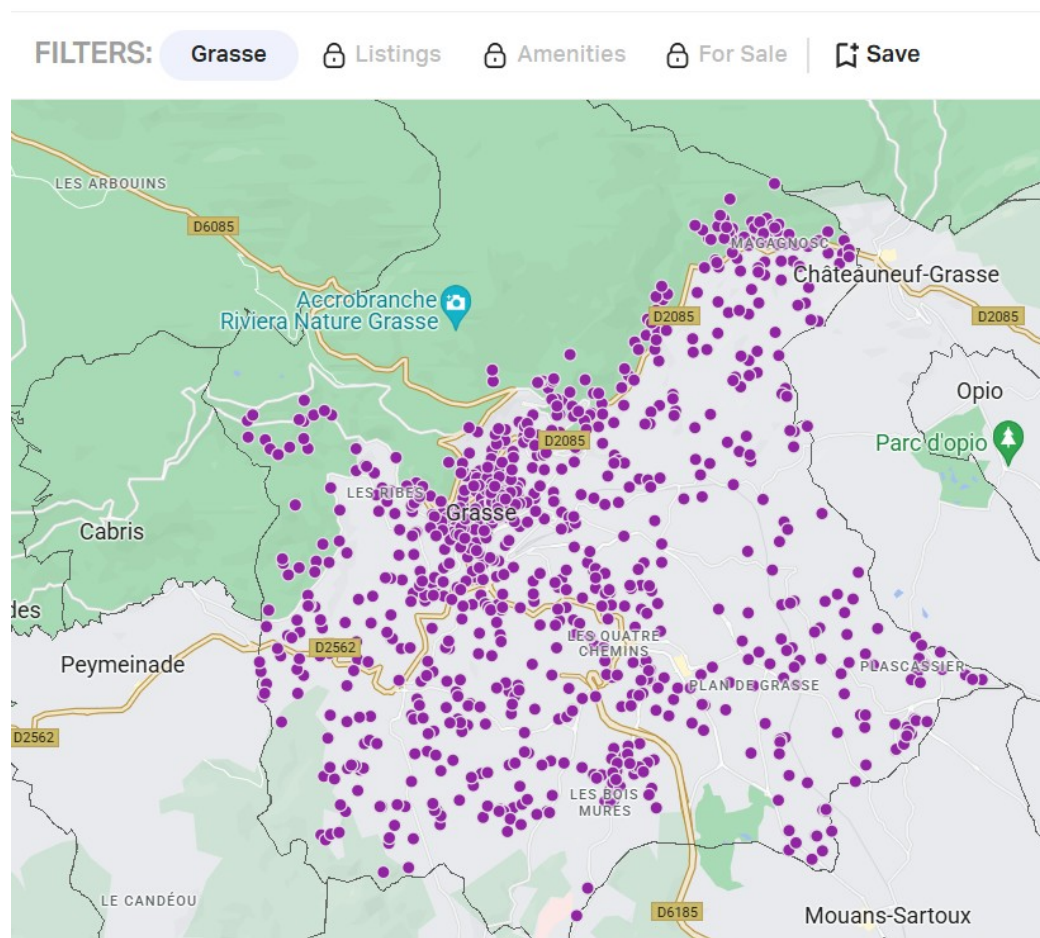 FILTERS: Grasse Listings Amenities For Sale Save
LES ARBOUINS
D6085
MAGAGNOSC
Châteauneuf-Grasse
Accrobranche
Riviera Nature Grasse
D2085
D2085
Opio
D2085
Parc d'opio
LES RIBES
Grasse
Cabris
des
LES QUATRE
CHEMINS
D2562
Peymeinade
PLASCASSIER
PLAN DE GRASSE
D2562
LES BOIS
MURÉS
LE CANDÉOU
D6185
Mouans-Sartoux